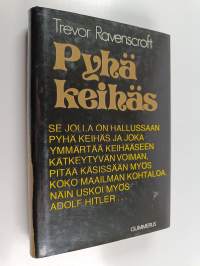 Trevor Ravenscroft
Pyhä
keihäs
SE JOLLA ON HALLUSSAAN
PYHÄ KEIHÄS JA JOKA
YMMÄRTÄÄ KEIHÄÄSEEN
KÄTKEYTYVÄN VOIMAN,
PITÄÄ KÄSISSÄÄN MYÖS
KOKO MAAILMAN KOHTALOA.
NÄIN USKOI MYÖS
ADOLF HITLER...
GUMMERUS